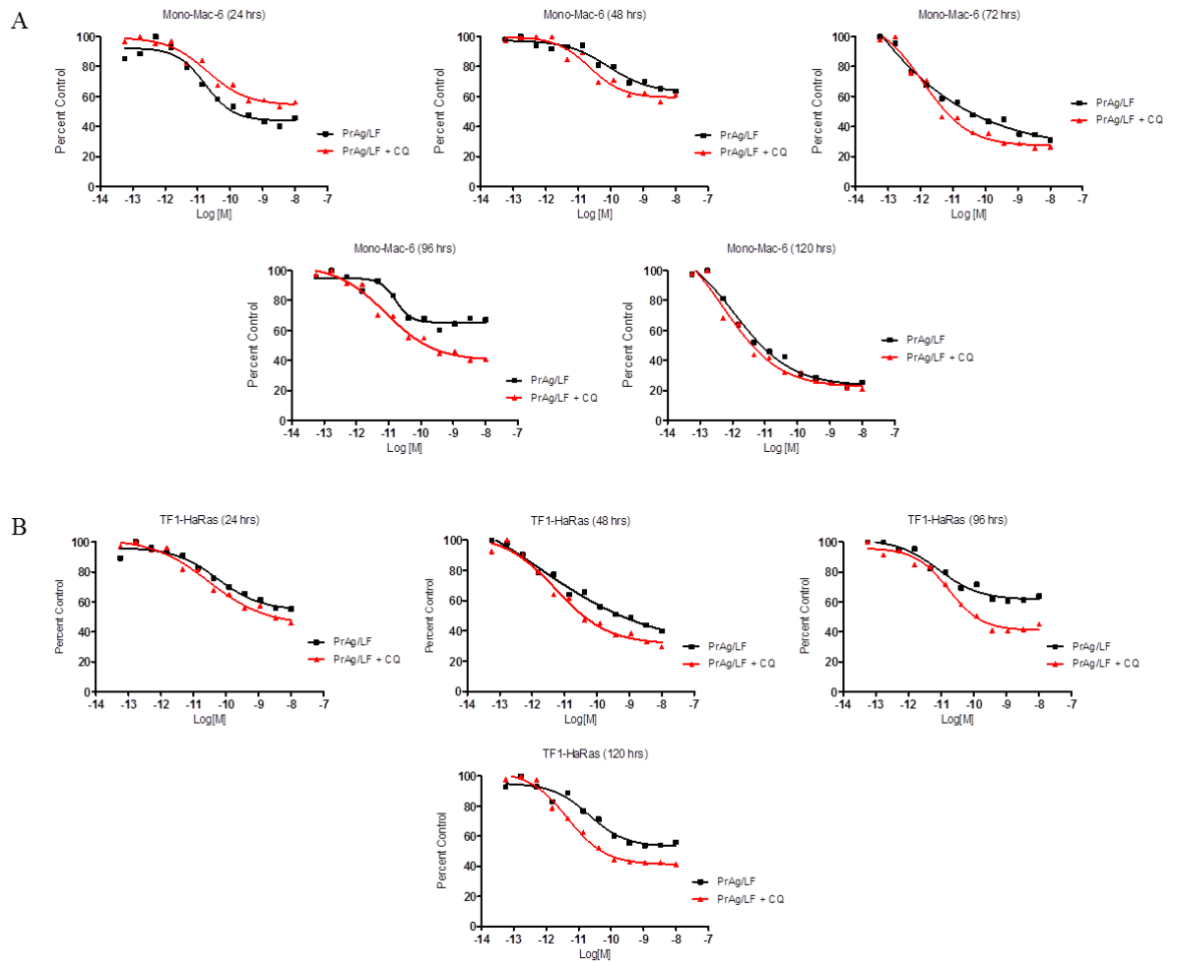 A
Mono-Mac-6 (24 hrs)
Percent Control
100
80
60
40
20
0
-14 -13 -12 -11 -10 -9 -8 -7
Log [M]
PrAg/LF
PrAg/LF + CQ
Mono-Mac-6 (48 hrs)
Percent Control
100
80
60
40
20
0
-14 -13 -12 -11 -10 -9 -8 -7
Log [M]
PrAg/LF
PrAg/LF + CQ
Mono-Mac-6 (72 hrs)
Percent Control
100
80
60
40
20
0
-14 -13 -12 -11 -10 -9 -8 -7
Log [M]
PrAg/LF
PrAg/LF + CQ
Mono-Mac-6 (96 hrs)
Percent Control
100
80
60
40
20
0
-14 -13 -12 -11 -10 -9 -8 -7
Log [M]
PrAg/LF
PrAg/LF + CQ
Mono-Mac-6 (120 hrs)
Percent Control
100
80
60
40
20
0
-14 -13 -12 -11 -10 -9 -8 -7
Log [M]
PrAg/LF
PrAg/LF + CQ
B
TF1-HaRas (24 hrs)
Percent Control
100
80
60
40
20
0
-14 -13 -12 -11 -10 -9 -8 -7
Log[M]
PrAg/LF
PrAg/LF + CQ
TF1-HaRas (48 hrs)
Percent Control
100
80
60
40
20
0
-14 -13 -12 -11 -10 -9 -8 -7
Log[M]
PrAg/LF
PrAg/LF + CQ
TF1-HaRas (96 hrs)
Percent Control
100
80
60
40
20
0
-14 -13 -12 -11 -10 -9 -8 -7
Log[M]
PrAg/LF
PrAg/LF + CQ
TF1-HaRas (120 hrs)
Percent Control
100
80
60
40
20
0
-14 -13 -12 -11 -10 -9 -8 -7
Log[M]
PrAg/LF
PrAg/LF + CQ